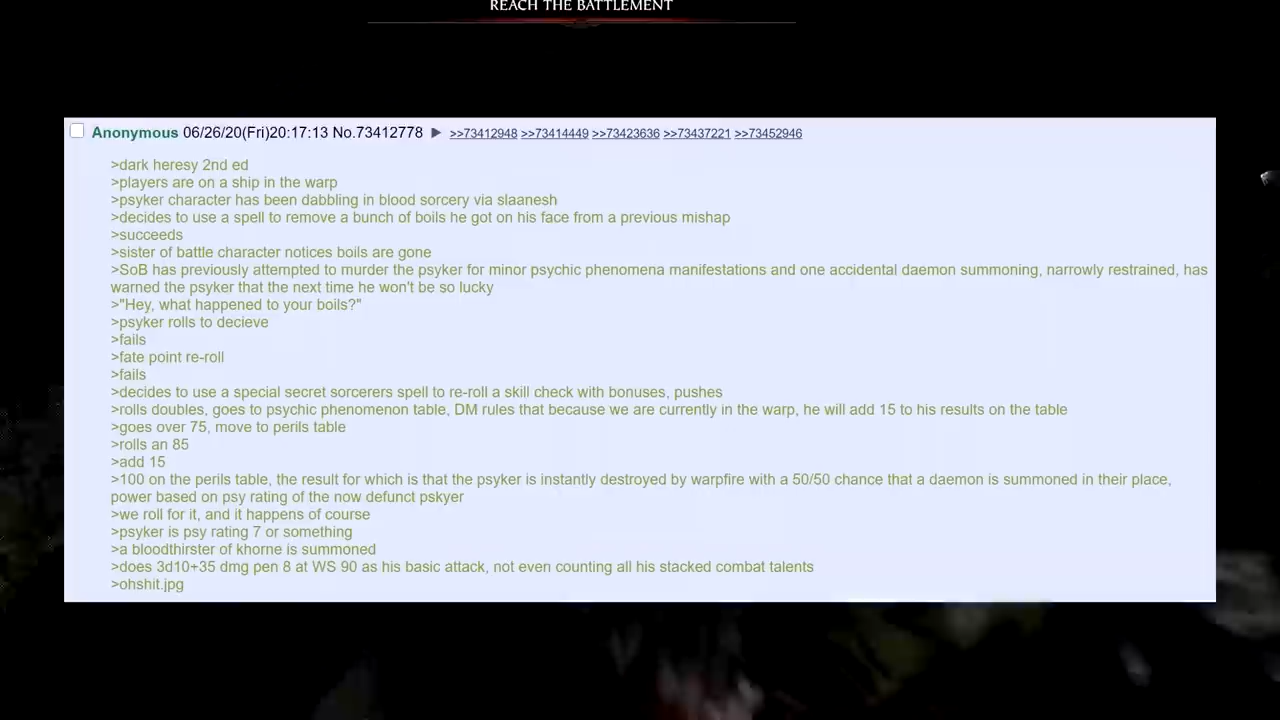 REACH THE BATTLEMENT
Anonymous 06/26/20(Fri)20:17:13 No.73412778 ▶ >>73412948 >>73414449 >>73423636 >>73437221 >>73452946
>dark heresy 2nd ed
>players are on a ship in the warp
>psyker character has been dabbling in blood sorcery via slaanesh
>decides to use a spell to remove a bunch of boils he got on his face from a previous mishap
>succeeds
>sister of battle character notices boils are gone
>SoB has previously attempted to murder the psyker for minor psychic phenomena manifestations and one accidental daemon summoning, narrowly restrained, has
warned the psyker that the next time he won't be so lucky
>"Hey, what happened to your boils?"
>psyker rolls to decieve
>fails
>fate point re-roll
>fails
>decides to use a special secret sorcerers spell to re-roll a skill check with bonuses, pushes
>rolls doubles, goes to psychic phenomenon table, DM rules that because we are currently in the warp, he will add 15 to his results on the table
>goes over 75, move to perils table
>rolls an 85
>add 15
>100 on the perils table, the result for which is that the psyker is instantly destroyed by warpfire with a 50/50 chance that a daemon is summoned in their place,
power based on psy rating of the now defunct pskyer
>we roll for it, and it happens of course
>psyker is psy rating 7 or something
>a bloodthirster of khorne is summoned
>does 3d10+35 dmg pen 8 at WS 90 as his basic attack, not even counting all his stacked combat talents
>ohshit.jpg